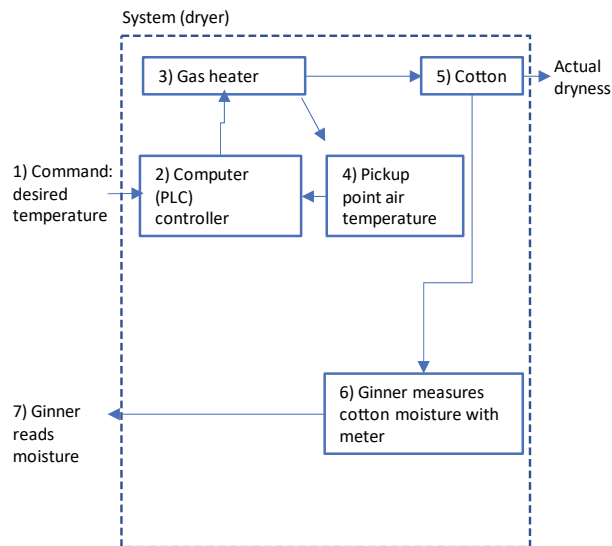 System (dryer)
3) Gas heater
5) Cotton
Actual
dryness
1) Command:
desired
temperature
2) Computer
(PLC)
controller
4) Pickup
point air
temperature
6) Ginner measures
cotton moisture with
meter
7) Ginner
reads
moisture